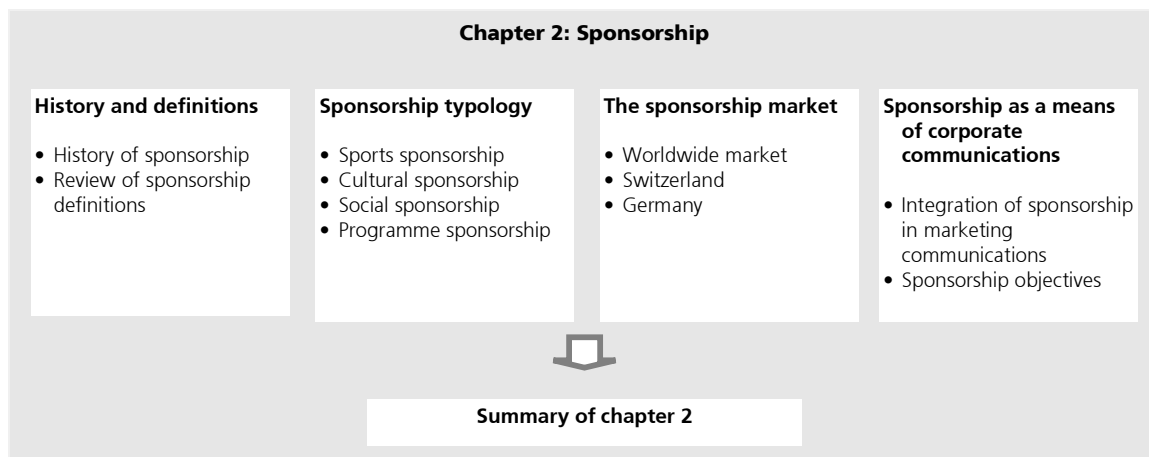 Chapter 2: Sponsorship
History and definitions
• History of sponsorship
• Review of sponsorship
definitions
Sponsorship typology
• Sports sponsorship
• Cultural sponsorship
• Social sponsorship
• Programme sponsorship
The sponsorship market
• Worldwide market
• Switzerland
• Germany
Sponsorship as a means
of corporate
communications
• Integration of sponsorship
in marketing
communications
• Sponsorship objectives
Summary of chapter 2